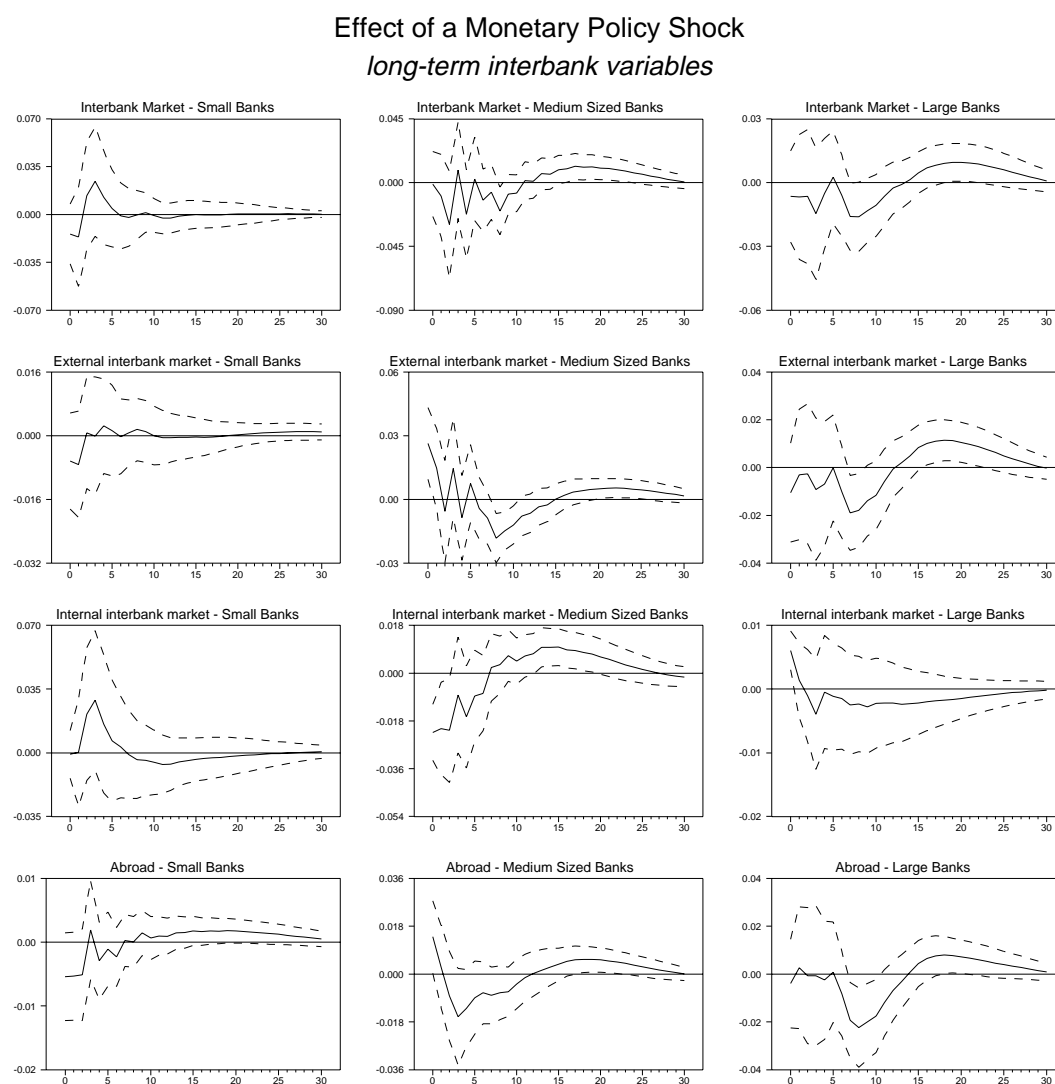 Effect of a Monetary Policy Shock
long-term interbank variables
Interbank Market - Small Banks
0.070
0.035
0.000
-0.035
-0.070
0 5 10 15 20 25 30
Interbank Market - Medium Sized Banks
0.045
0.000
-0.045
-0.090
0 5 10 15 20 25 30
Interbank Market - Large Banks
0.03
0.00
-0.03
-0.06
0 5 10 15 20 25 30
External interbank market - Small Banks
0.016
0.000
-0.016
-0.032
0 5 10 15 20 25 30
External interbank market - Medium Sized Banks
0.06
0.03
0.00
-0.03
0 5 10 15 20 25 30
External interbank market - Large Banks
0.04
0.02
0.00
-0.02
-0.04
0 5 10 15 20 25 30
Internal interbank market - Small Banks
0.070
0.035
0.000
-0.035
0 5 10 15 20 25 30
Internal interbank market - Medium Sized Banks
0.018
0.000
-0.018
-0.036
-0.054
0 5 10 15 20 25 30
Internal interbank market - Large Banks
0.01
0.00
-0.01
-0.02
0 5 10 15 20 25 30
Abroad - Small Banks
0.01
0.00
-0.01
-0.02
0 5 10 15 20 25 30
Abroad - Medium Sized Banks
0.036
0.018
0.000
-0.018
-0.036
0 5 10 15 20 25 30
Abroad - Large Banks
0.04
0.02
0.00
-0.02
-0.04
0 5 10 15 20 25 30